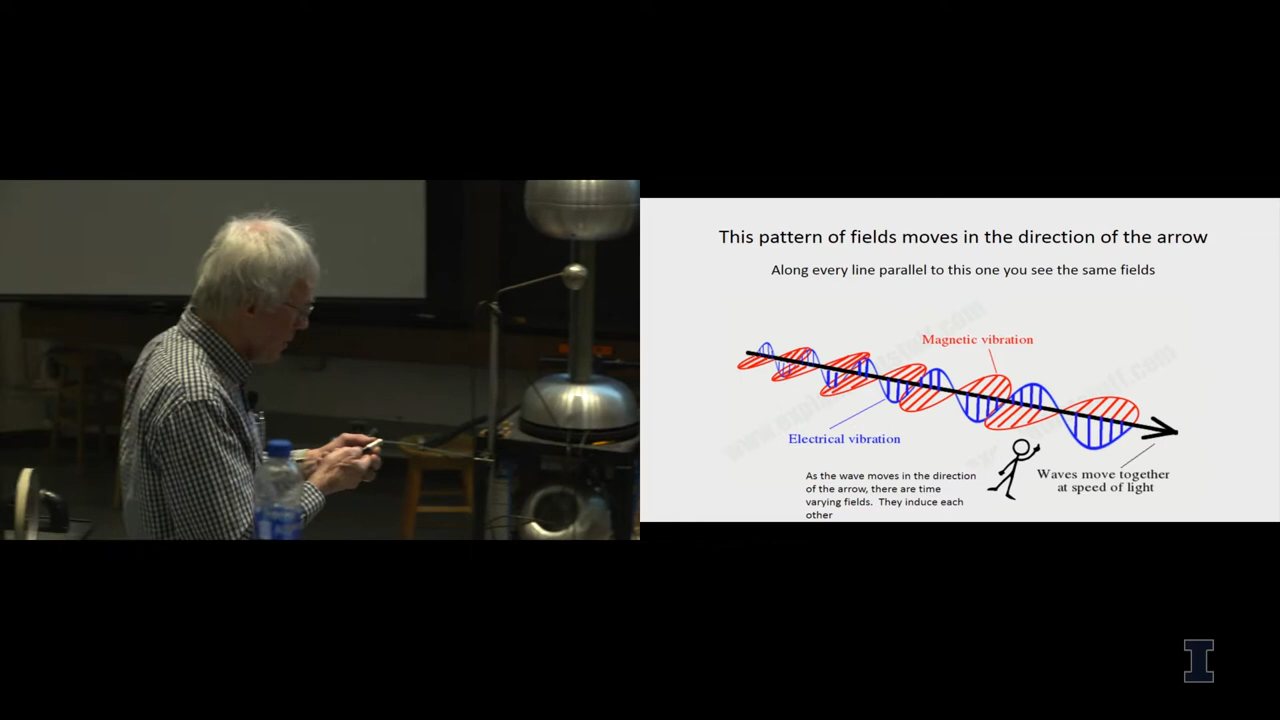 This pattern of fields moves in the direction of the arrow
Along every line parallel to this one you see the same fields
Magnetic vibration
Electrical vibration
As the wave moves in the direction
of the arrow, there are time
varying fields. They induce each
other
Waves move together
at speed of light
I